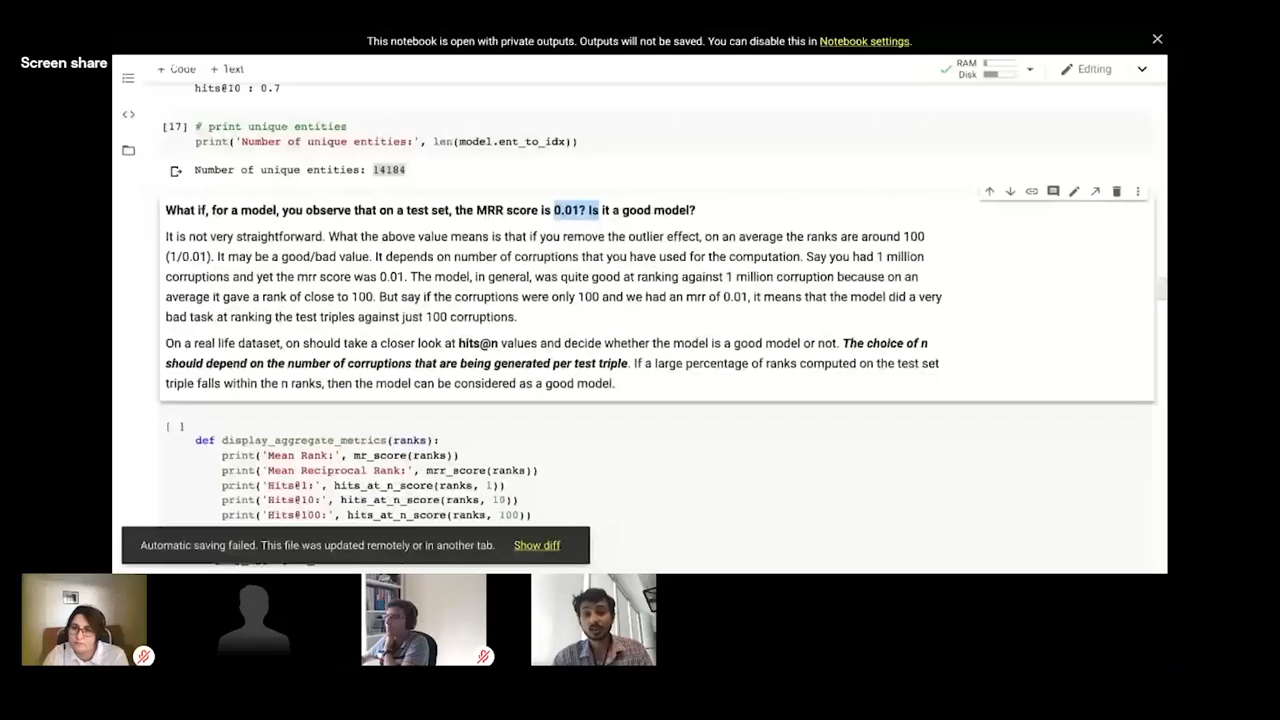 This notebook is open with private outputs. Outputs will not be saved. You can disable this in Notebook settings.
Screen share
+ Code + Text
RAM
Disk
Editing
hits@10 : 0.7
[17] # print unique entities
print('Number of unique entities:', len(model.ent_to_idx))
Number of unique entities: 14184
What if, for a model, you observe that on a test set, the MRR score is 0.01? Is it a good model?
It is not very straightforward. What the above value means is that if you remove the outlier effect, on an average the ranks are around 100
(1/0.01). It may be a good/bad value. It depends on number of corruptions that you have used for the computation. Say you had 1 million
corruptions and yet the mrr score was 0.01. The model, in general, was quite good at ranking against 1 million corruption because on an
average it gave a rank of close to 100. But say if the corruptions were only 100 and we had an mrr of 0.01, it means that the model did a very
bad task at ranking the test triples against just 100 corruptions.
On a real life dataset, on should take a closer look at hits@n values and decide whether the model is a good model or not. The choice of n
should depend on the number of corruptions that are being generated per test triple. If a large percentage of ranks computed on the test set
triple falls within the n ranks, then the model can be considered as a good model.
[ ]
def display_aggregate_metrics(ranks):
print('Mean Rank:', mr_score(ranks))
print('Mean Reciprocal Rank:', mrr_score(ranks))
print('Hits@1:', hits_at_n_score(ranks, 1))
print('Hits@10:', hits_at_n_score(ranks, 10))
print('Hits@100:', hits_at_n_score(ranks, 100))
Automatic saving failed. This file was updated remotely or in another tab. Show diff